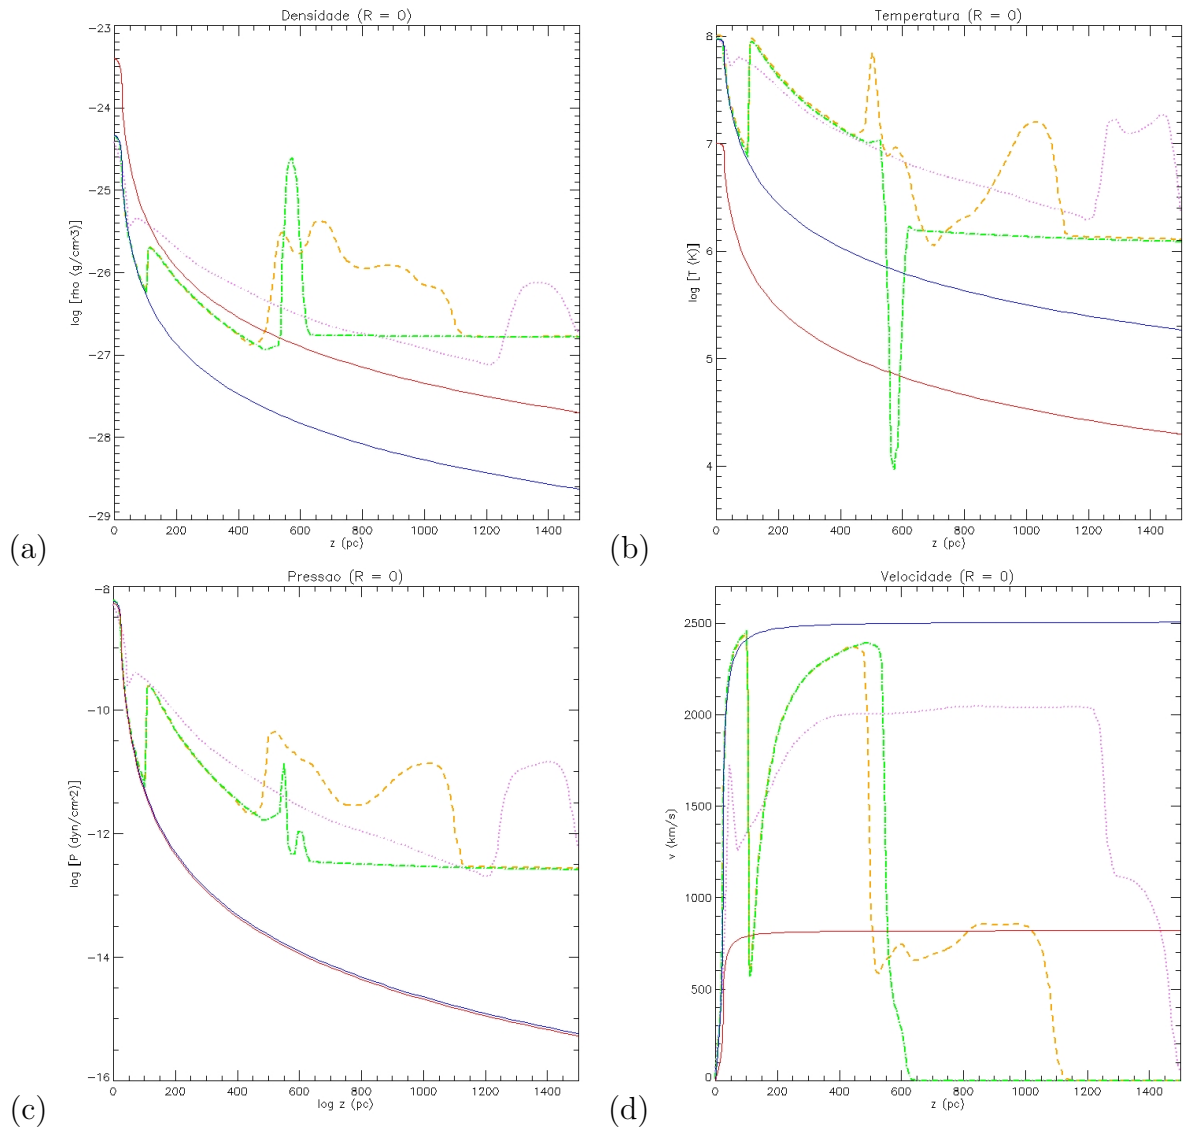 Densidade (R = 0)
log [rho (g/cm^3)]
-23
-24
-25
-26
-27
-28
-29
0 200 400 600 800 1000 1200 1400
z (pc)
(a)
Temperatura (R = 0)
log [T (K)]
8
7
6
5
4
0 200 400 600 800 1000 1200 1400
z (pc)
(b)
Pressao (R = 0)
log [P (dyn/cm^2)]
-8
-10
-12
-14
-16
0 200 400 600 800 1000 1200 1400
log z (pc)
(c)
Velocidade (R = 0)
v (km/s)
2500
2000
1500
1000
500
0
0 200 400 600 800 1000 1200 1400
z (pc)
(d)